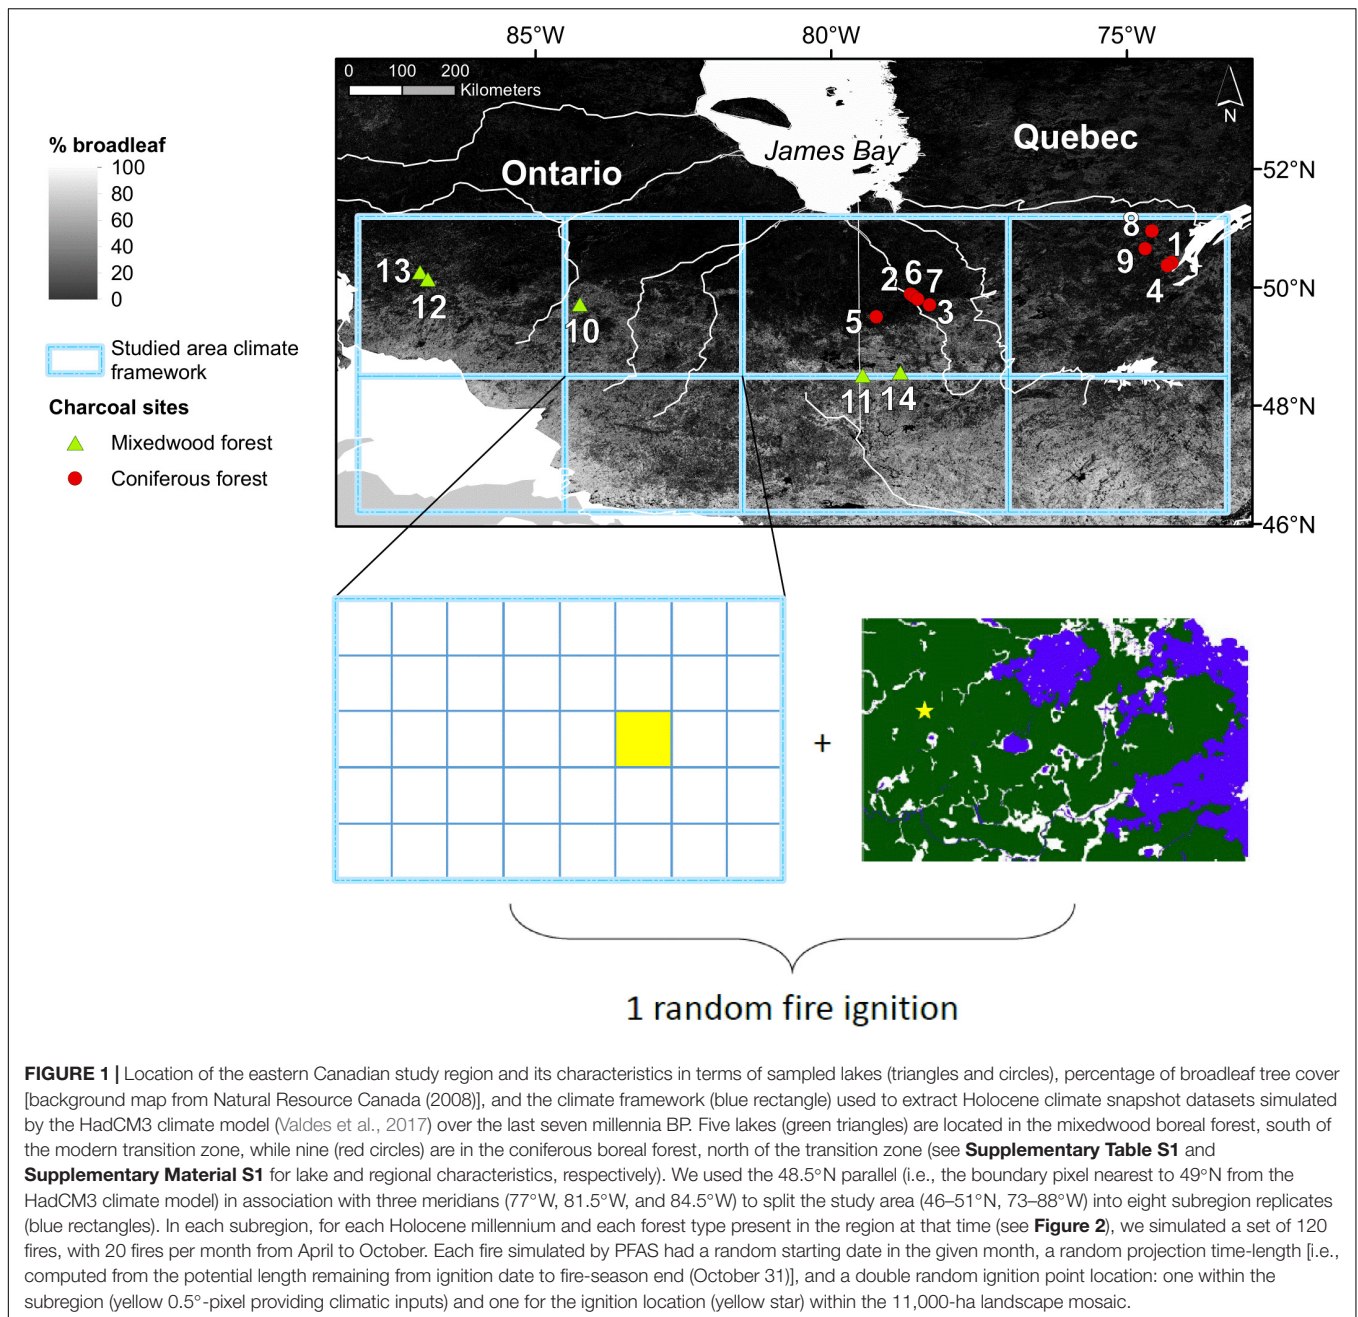 85°W 80°W 75°W
0 100 200
Kilometers
N
Quebec
James Bay
Ontario
52°N
50°N
48°N
46°N
% broadleaf
100
80
60
40
20
0
Studied area climate
framework
Charcoal sites
Mixedwood forest
Coniferous forest
8
1
9
4
13
12
10
2 6 7
3
5
11 14
+
1 random fire ignition
FIGURE 1 | Location of the eastern Canadian study region and its characteristics in terms of sampled lakes (triangles and circles), percentage of broadleaf tree cover
[background map from Natural Resource Canada (2008)], and the climate framework (blue rectangle) used to extract Holocene climate snapshot datasets simulated
by the HadCM3 climate model (Valdes et al., 2017) over the last seven millennia BP. Five lakes (green triangles) are located in the mixedwood boreal forest, south of
the modern transition zone, while nine (red circles) are in the coniferous boreal forest, north of the transition zone (see Supplementary Table S1 and
Supplementary Material S1 for lake and regional characteristics, respectively). We used the 48.5°N parallel (i.e., the boundary pixel nearest to 49°N from the
HadCM3 climate model) in association with three meridians (77°W, 81.5°W, and 84.5°W) to split the study area (46–51°N, 73–88°W) into eight subregion replicates
(blue rectangles). In each subregion, for each Holocene millennium and each forest type present in the region at that time (see Figure 2), we simulated a set of 120
fires, with 20 fires per month from April to October. Each fire simulated by PFAS had a random starting date in the given month, a random projection time-length [i.e.,
computed from the potential length remaining from ignition date to fire-season end (October 31)], and a double random ignition point location: one within the
subregion (yellow 0.5°-pixel providing climatic inputs) and one for the ignition location (yellow star) within the 11,000-ha landscape mosaic.